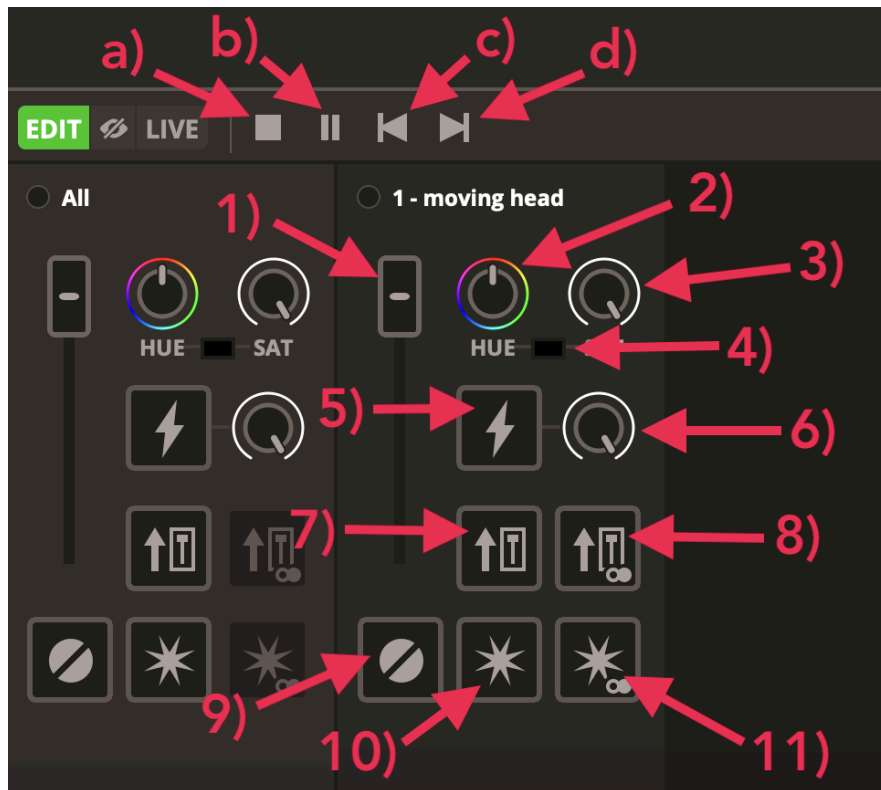 a) b) c) d)
EDIT LIVE
All 1 - moving head
1) 2)
3)
HUE SAT HUE 4)
5) 6)
7) 8)
9) 10) 11)